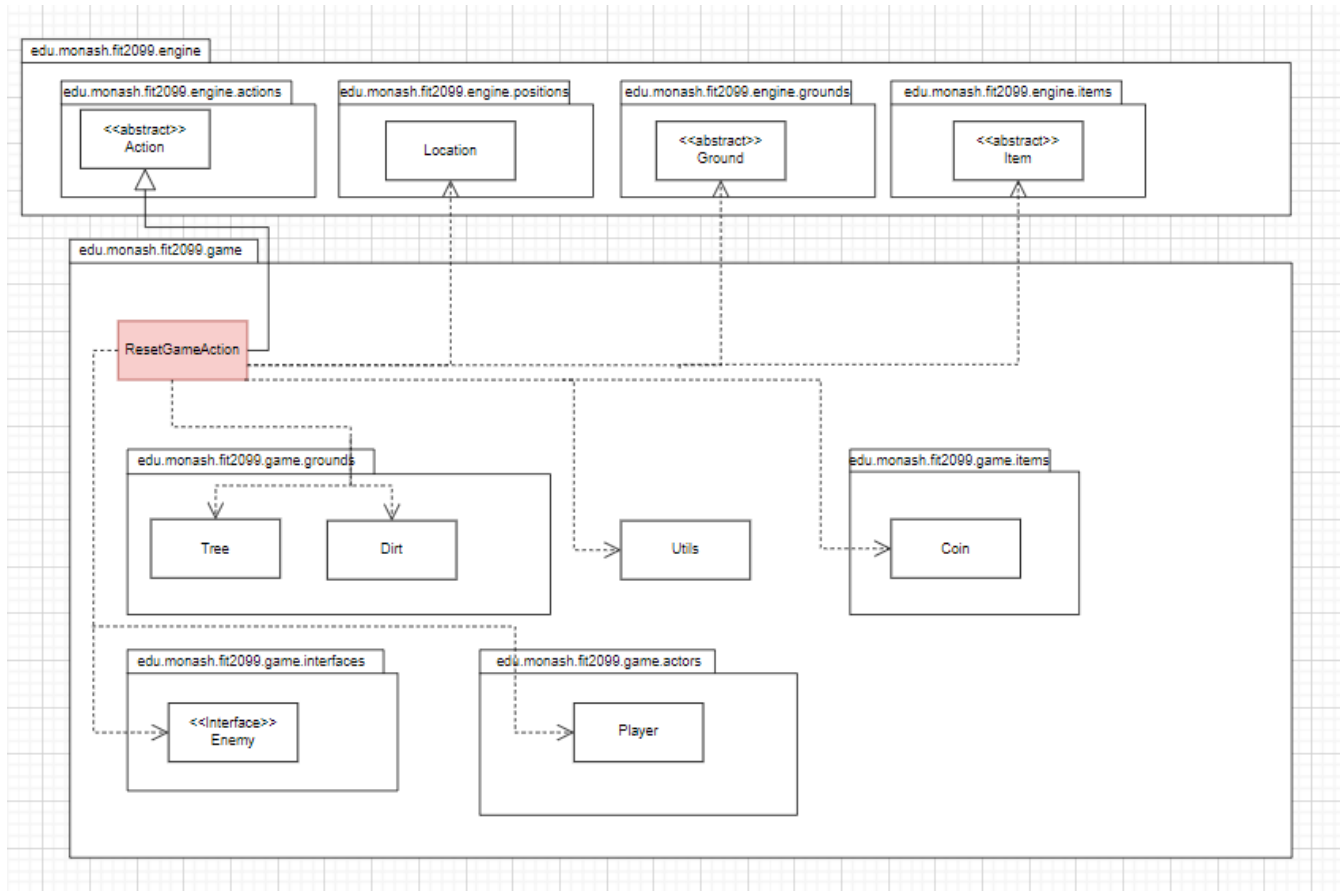 edu.monash.fit2099.engine
edu.monash.fit2099.engine.actions
edu.monash.fit2099.engine.positions
edu.monash.fit2099.engine.grounds
edu.monash.fit2099.engine.items
<<abstract>>
Action
Location
<<abstract>>
Ground
<<abstract>>
Item
edu.monash.fit2099.game
ResetGameAction
edu.monash.fit2099.game.grounds
edu.monash.fit2099.game.items
Tree
Dirt
Utils
Coin
edu.monash.fit2099.game.interfaces
edu.monash.fit2099.game.actors
<<Interface>>
Enemy
Player